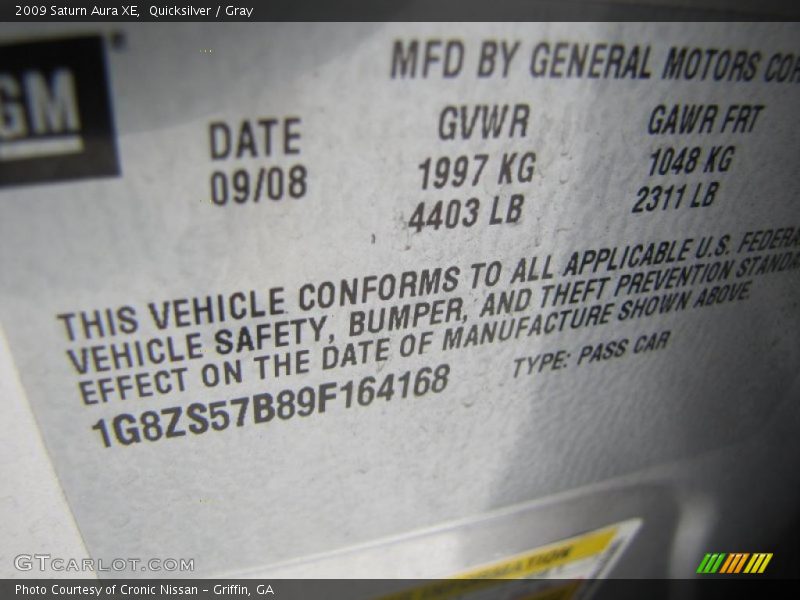 2009 Saturn Aura XE, Quicksilver / Gray
GM
MFD BY GENERAL MOTORS COR
DATE
09/08
GVWR
1997 KG
4403 LB
GAWR FRT
1048 KG
2311 LB
THIS VEHICLE CONFORMS TO ALL APPLICABLE U.S. FEDERA
VEHICLE SAFETY, BUMPER, AND THEFT PREVENTION STANDA
EFFECT ON THE DATE OF MANUFACTURE SHOWN ABOVE.
1G8ZS57B89F164168
TYPE: PASS CAR
GTCARLOT.COM
Photo Courtesy of Cronic Nissan - Griffin, GA